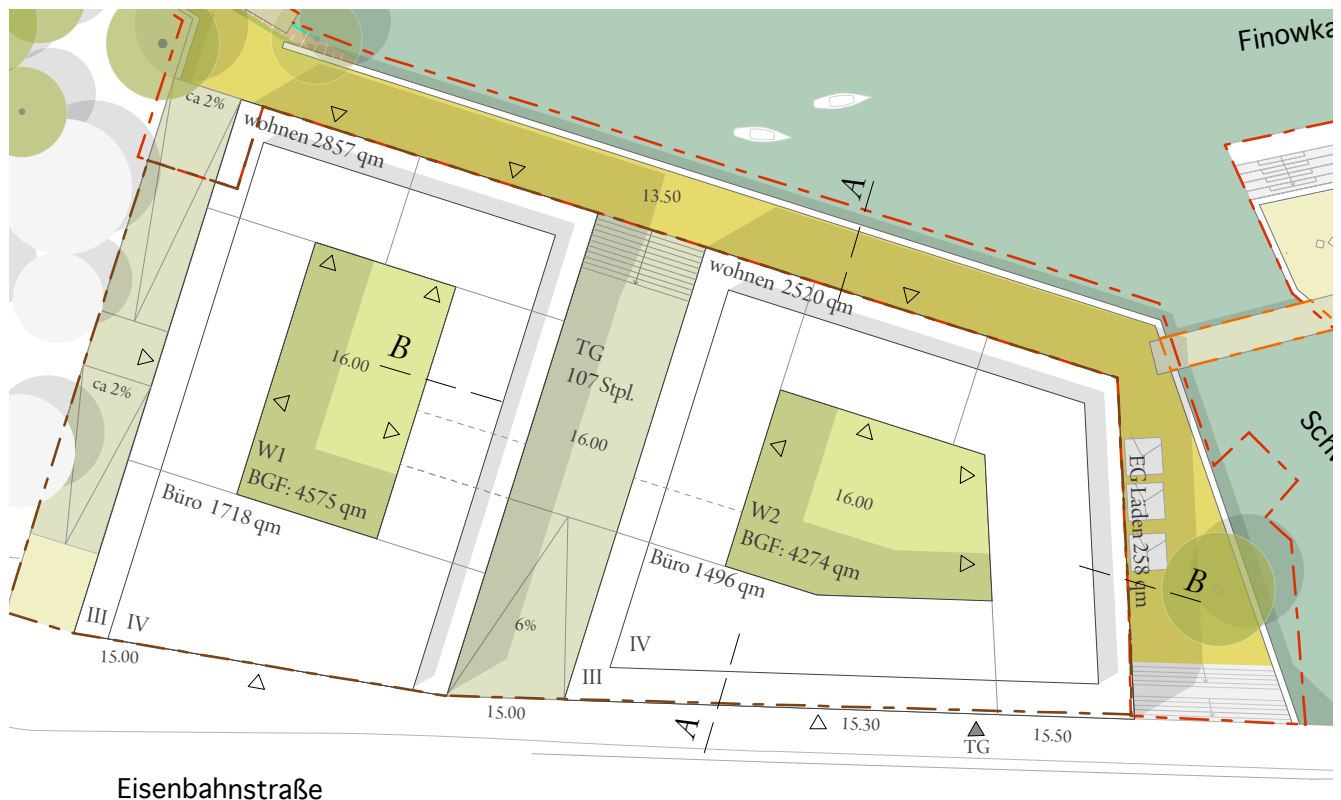 Finowka
ca 2%
wohnen 2857 qm
13.50
A
wohnen 2520 qm
TG
107 Stpl.
16.00
B
16.00
ca 2%
W1
BGF: 4575 qm
Büro 1718 qm
16.00
W2
BGF: 4274 qm
Büro 1496 qm
EG Läden 258 qm
B
Sch
6%
III
IV
IV
III
15.00
15.00
A
15.30
TG
15.50
Eisenbahnstraße